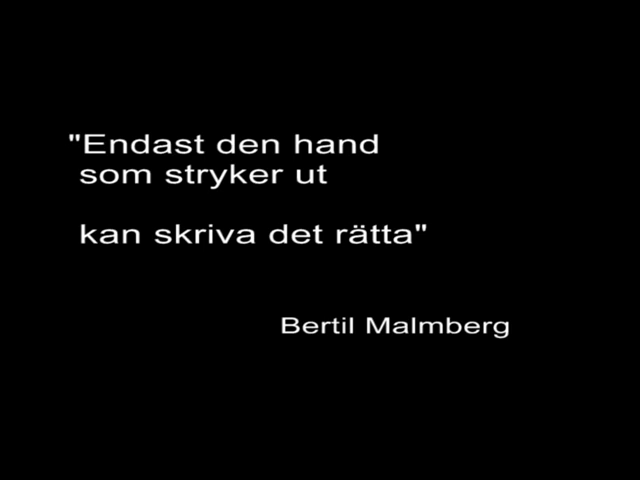 "Endast den hand
som stryker ut
kan skriva det rätta"
Bertil Malmberg